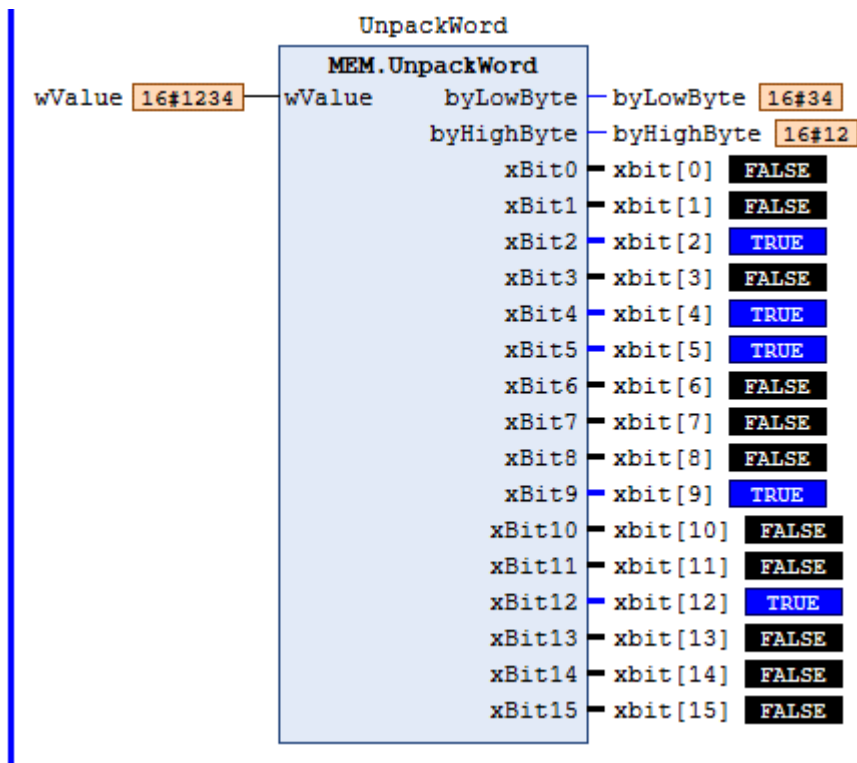 UnpackWord
MEM.UnpackWord
wValue 16#1234 wValue byLowByte byLowByte 16#34
byHighByte byHighByte 16#12
xBit0 xbit[0] FALSE
xBit1 xbit[1] FALSE
xBit2 xbit[2] TRUE
xBit3 xbit[3] FALSE
xBit4 xbit[4] TRUE
xBit5 xbit[5] TRUE
xBit6 xbit[6] FALSE
xBit7 xbit[7] FALSE
xBit8 xbit[8] FALSE
xBit9 xbit[9] TRUE
xBit10 xbit[10] FALSE
xBit11 xbit[11] FALSE
xBit12 xbit[12] TRUE
xBit13 xbit[13] FALSE
xBit14 xbit[14] FALSE
xBit15 xbit[15] FALSE